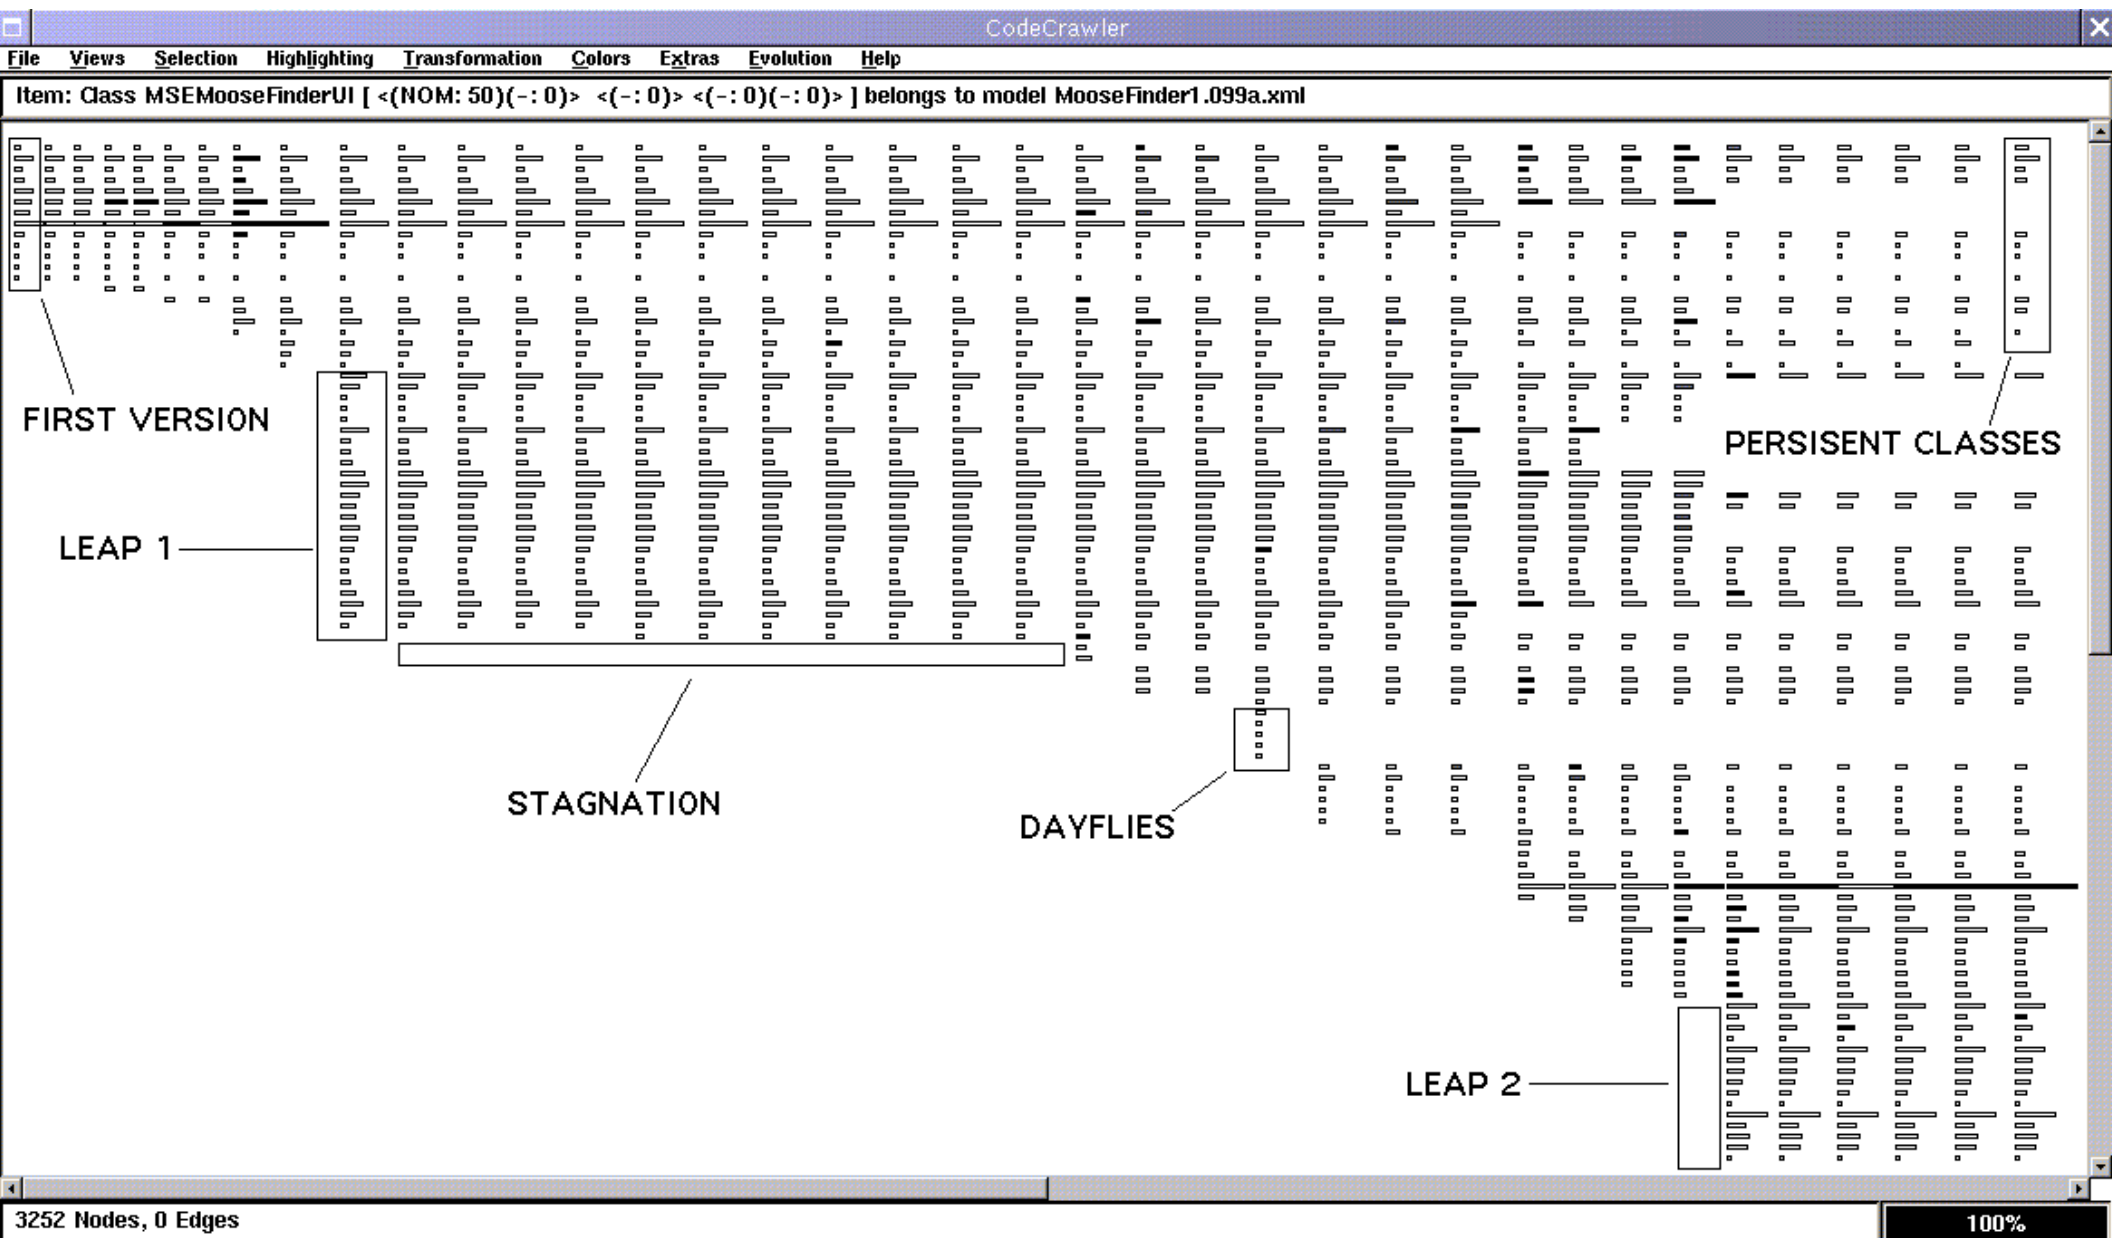 CodeCrawler
File Views Selection Highlighting Transformation Colors Extras Evolution Help
Item: Class MSEMooseFinderUI [ <(NOM: 50)(-: 0)> <(-: 0)> <(-: 0)(-: 0)> ] belongs to model MooseFinder1.099a.xml
FIRST VERSION
PERSISENT CLASSES
LEAP 1
STAGNATION
DAYFLIES
LEAP 2
3252 Nodes, 0 Edges
100%